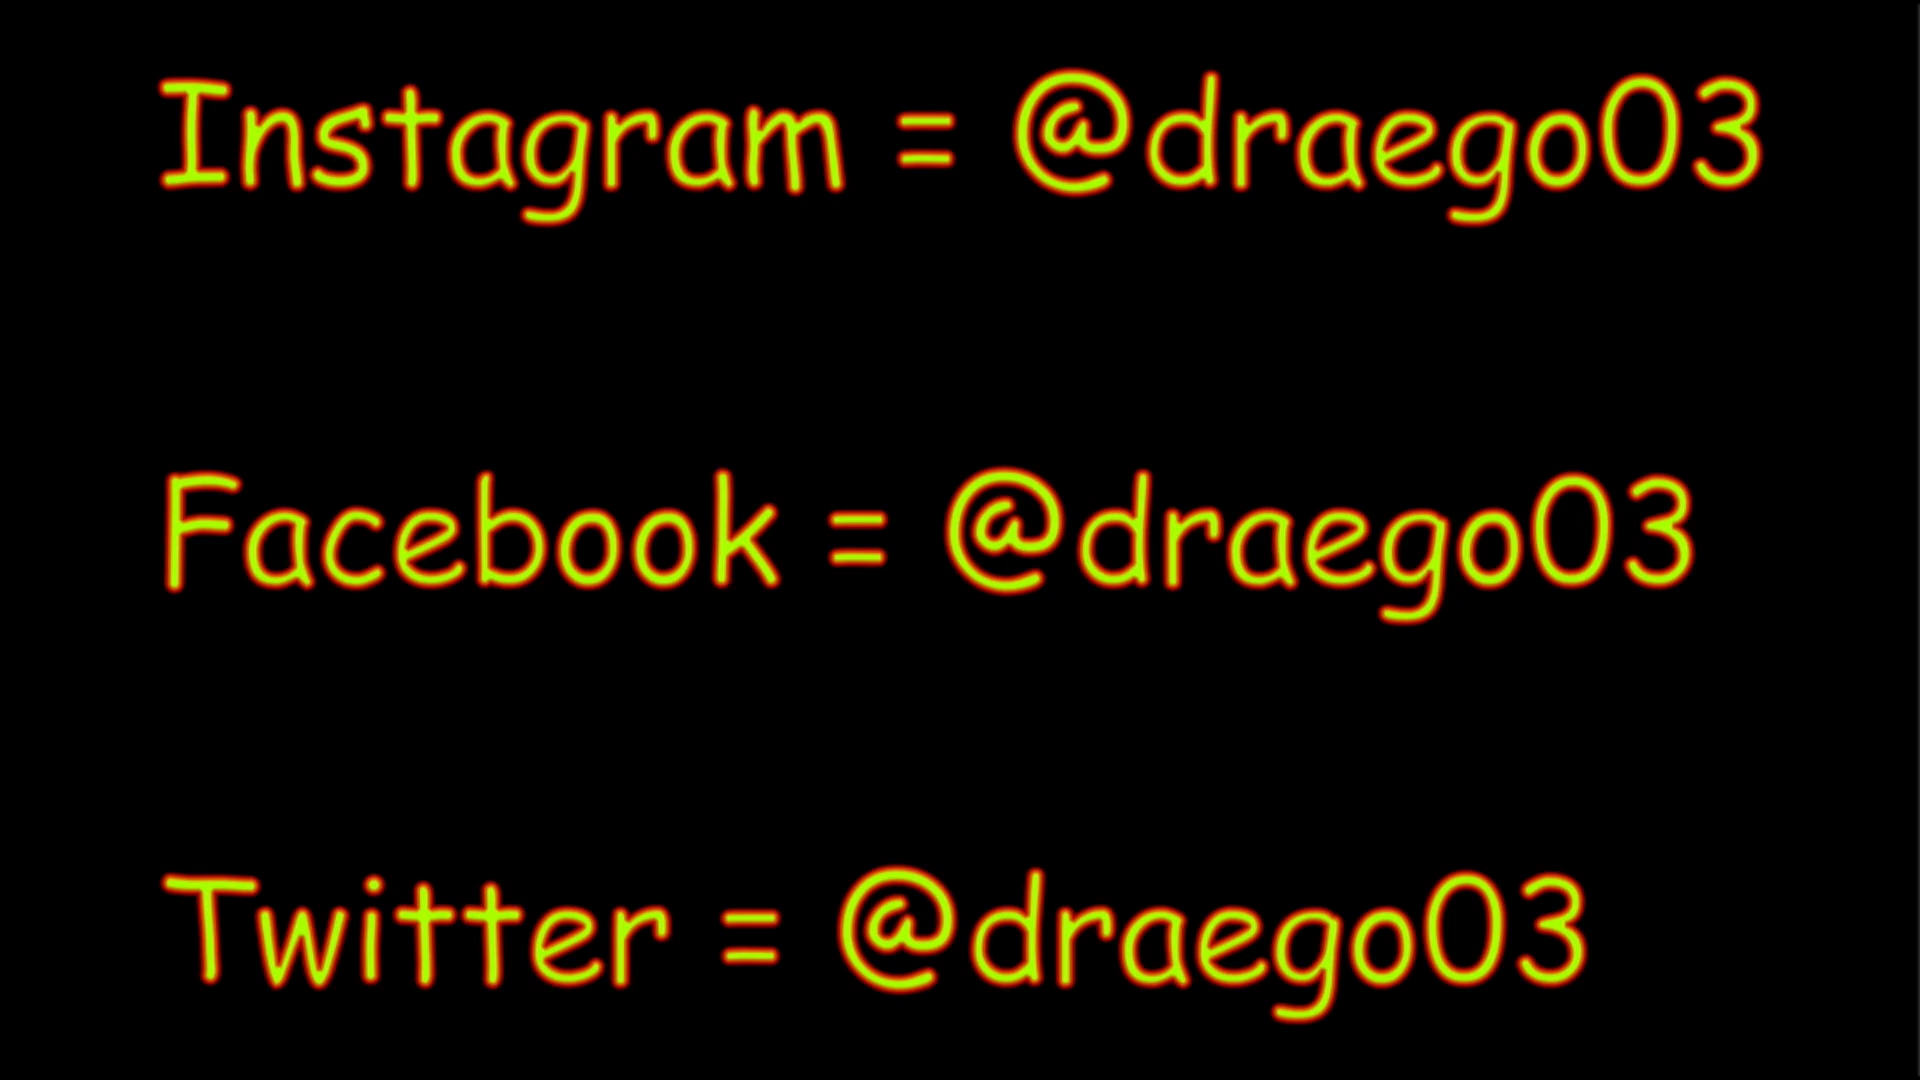 Instagram = @draego03
Facebook = @draego03
Twitter = @draego03